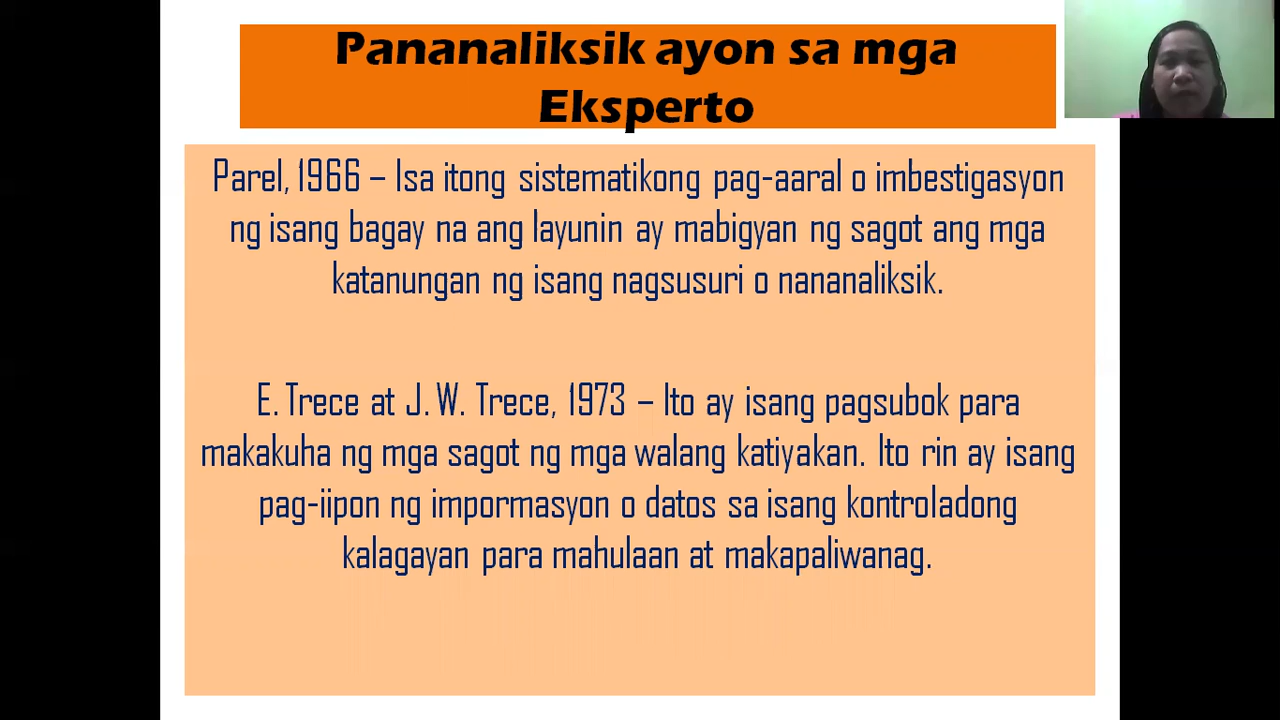 Pananaliksik ayon sa mga
Eksperto
Parel, 1966 – Isa itong sistematikong pag-aaral o imbestigasyon
ng isang bagay na ang layunin ay mabigyan ng sagot ang mga
katanungan ng isang nagsusuri o nananaliksik.
E. Trece at J. W. Trece, 1973 – Ito ay isang pagsubok para
makakuha ng mga sagot ng mga walang katiyakan. Ito rin ay isang
pag-iipon ng impormasyon o datos sa isang kontroladong
kalagayan para mahulaan at makapaliwanag.